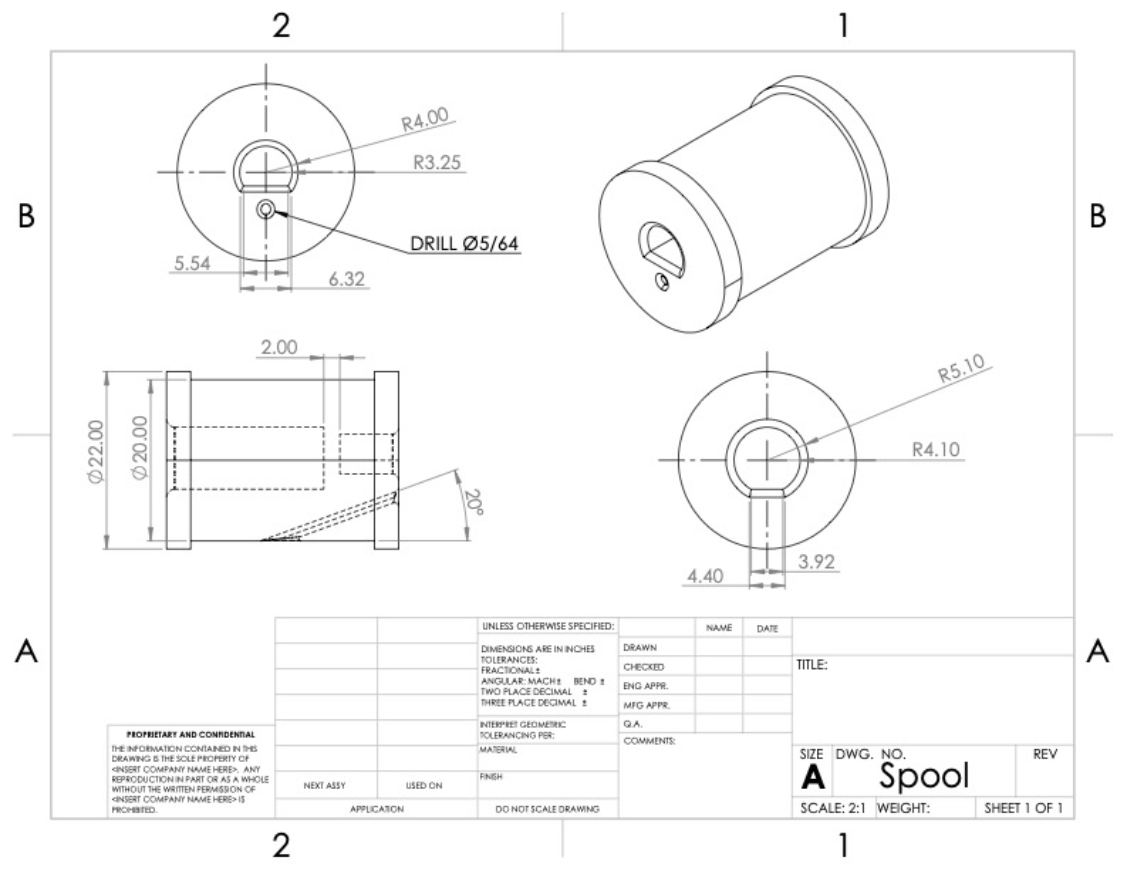 2
1
B
B
R4.00
R3.25
DRILL Ø5/64
5.54
6.32
2.00
Ø22.00
Ø20.00
20°
R5.10
R4.10
3.92
4.40
A
A
UNLESS OTHERWISE SPECIFIED:
DIMENSIONS ARE IN INCHES
TOLERANCES:
FRACTIONAL ±
ANGULAR: MACH ± BEND ±
TWO PLACE DECIMAL ±
THREE PLACE DECIMAL ±
INTERPRET GEOMETRIC
TOLERANCING PER:
MATERIAL
FINISH
DO NOT SCALE DRAWING
NAME DATE
DRAWN
CHECKED
ENG APPR.
MFG APPR.
Q.A.
COMMENTS:
TITLE:
SIZE DWG. NO. REV
A Spool
SCALE: 2:1 WEIGHT: SHEET 1 OF 1
PROPRIETARY AND CONFIDENTIAL
THE INFORMATION CONTAINED IN THIS
DRAWING IS THE SOLE PROPERTY OF
<INSERT COMPANY NAME HERE>. ANY
REPRODUCTION IN PART OR AS A WHOLE
WITHOUT THE WRITTEN PERMISSION OF
<INSERT COMPANY NAME HERE> IS
PROHIBITED.
NEXT ASSY USED ON
APPLICATION
2
1